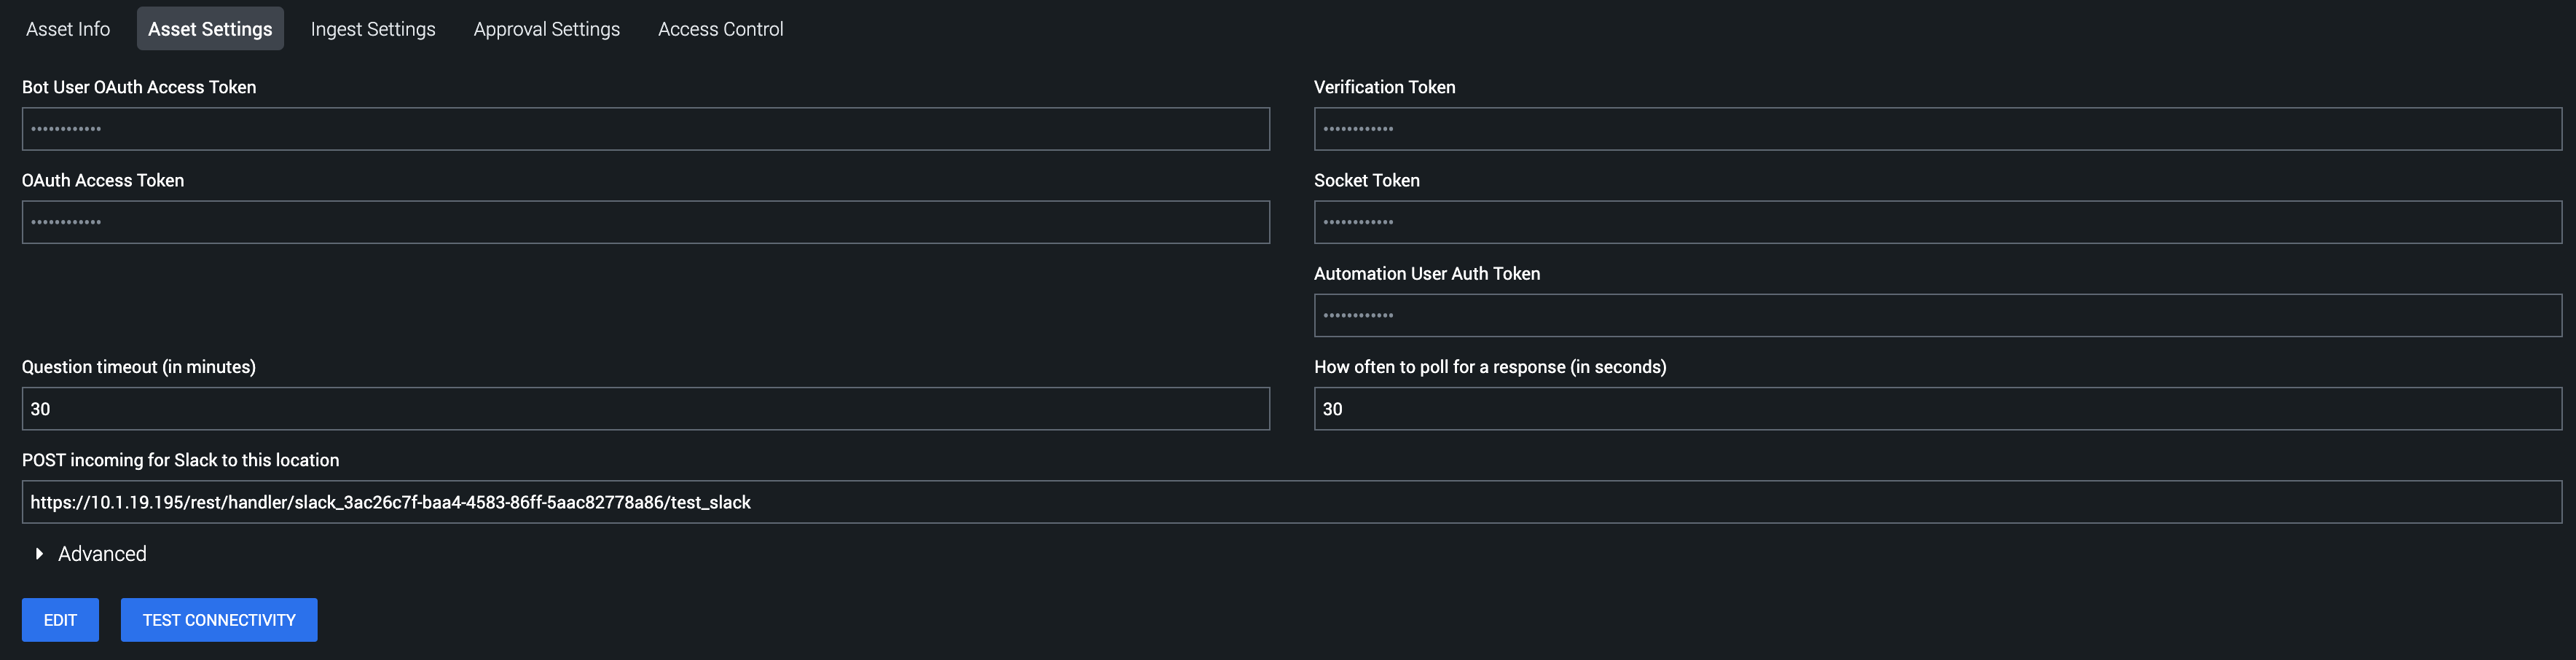 Asset Info Asset Settings Ingest Settings Approval Settings Access Control
Bot User OAuth Access Token Verification Token
•••••••••••• ••••••••••••
OAuth Access Token Socket Token
•••••••••••• ••••••••••••
Automation User Auth Token
••••••••••••
Question timeout (in minutes) How often to poll for a response (in seconds)
30 30
POST incoming for Slack to this location
https://10.1.19.195/rest/handler/slack_3ac26c7f-baa4-4583-86ff-5aac82778a86/test_slack
Advanced
EDIT TEST CONNECTIVITY